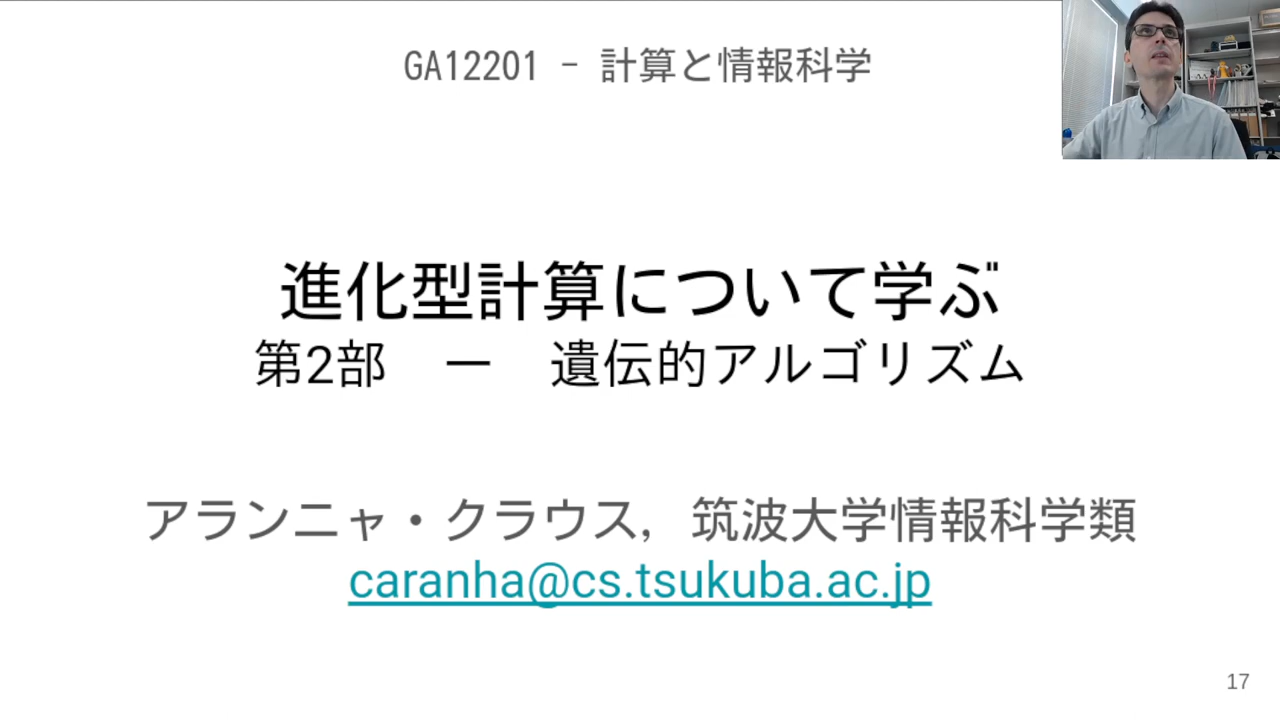 GA12201 - 計算と情報科学
進化型計算について学ぶ
第2部　ー　遺伝的アルゴリズム
アランニャ・クラウス, 筑波大学情報科学類
caranha@cs.tsukuba.ac.jp
17